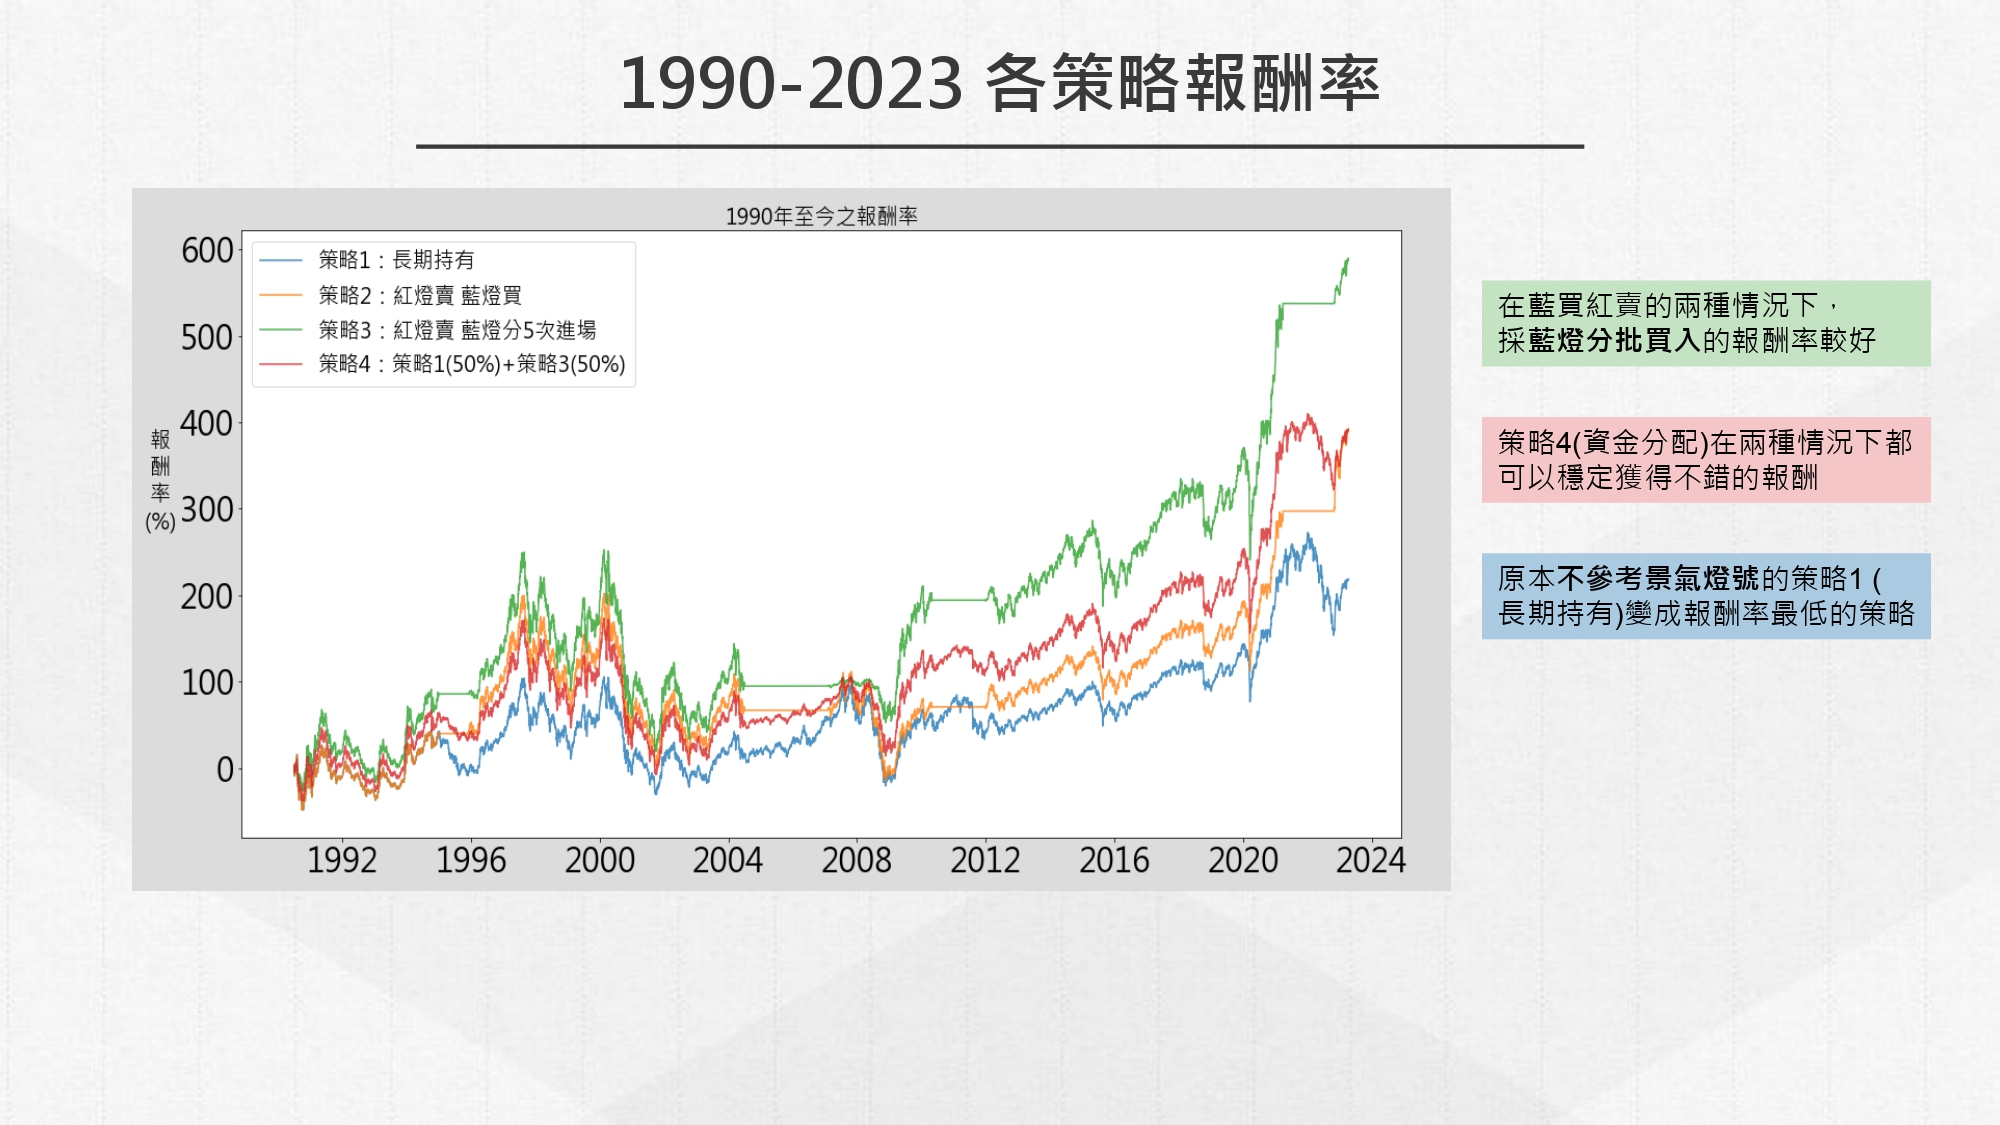 1990-2023 各策略報酬率
1990年至今之報酬率
策略1：長期持有
策略2：紅燈賣 藍燈買
策略3：紅燈賣 藍燈分5次進場
策略4：策略1(50%)+策略3(50%)
報
酬
率
(%)
600
500
400
300
200
100
0
1992 1996 2000 2004 2008 2012 2016 2020 2024
在藍買紅賣的兩種情況下，
採藍燈分批買入的報酬率較好
策略4(資金分配)在兩種情況下都
可以穩定獲得不錯的報酬
原本不參考景氣燈號的策略1 (
長期持有)變成報酬率最低的策略